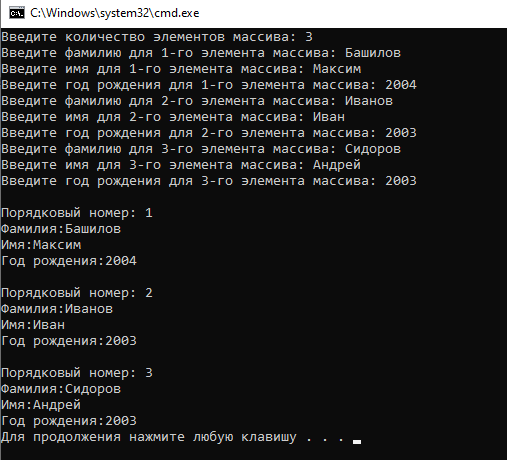 C:\Windows\system32\cmd.exe
Введите количество элементов массива: 3
Введите фамилию для 1-го элемента массива: Башилов
Введите имя для 1-го элемента массива: Максим
Введите год рождения для 1-го элемента массива: 2004
Введите фамилию для 2-го элемента массива: Иванов
Введите имя для 2-го элемента массива: Иван
Введите год рождения для 2-го элемента массива: 2003
Введите фамилию для 3-го элемента массива: Сидоров
Введите имя для 3-го элемента массива: Андрей
Введите год рождения для 3-го элемента массива: 2003
Порядковый номер: 1
Фамилия:Башилов
Имя:Максим
Год рождения:2004
Порядковый номер: 2
Фамилия:Иванов
Имя:Иван
Год рождения:2003
Порядковый номер: 3
Фамилия:Сидоров
Имя:Андрей
Год рождения:2003
Для продолжения нажмите любую клавишу . . .